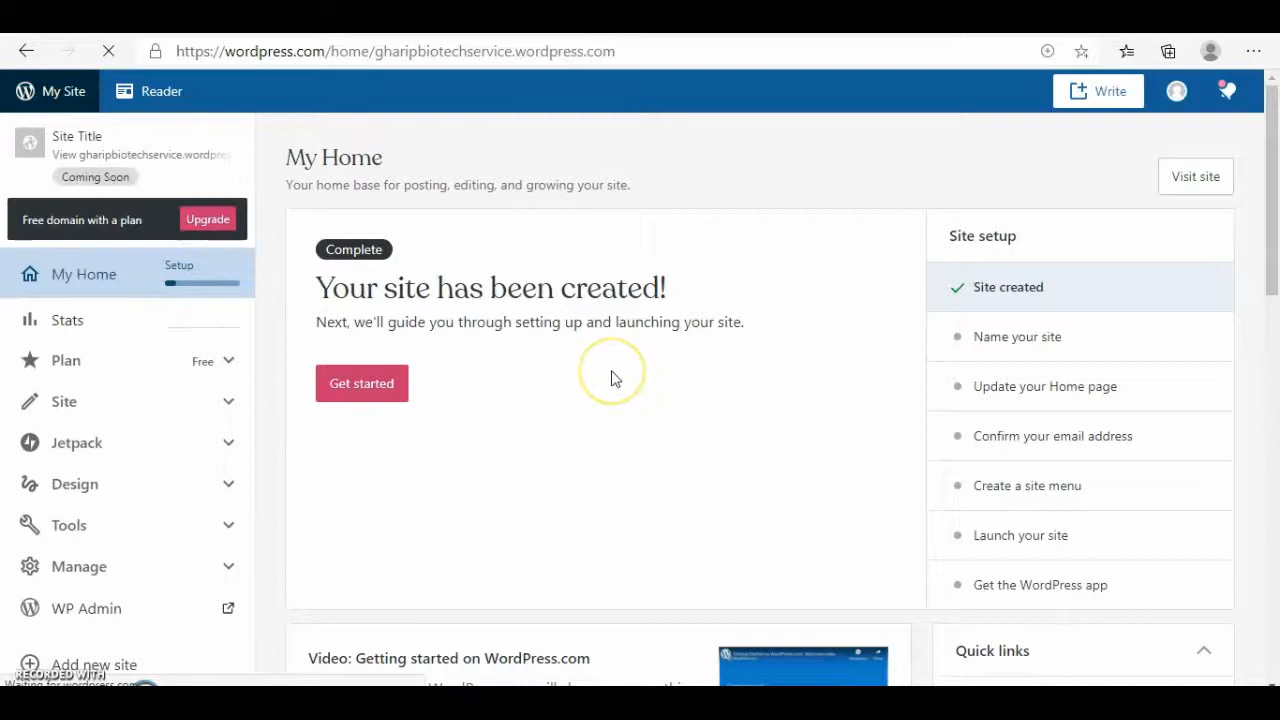 https://wordpress.com/home/gharipbiotechservice.wordpress.com
My Site
Reader
Write
Site Title
View gharipbiotechservice.wordpres
Coming Soon
Free domain with a plan
Upgrade
My Home
Setup
Stats
Plan
Free
Site
Jetpack
Design
Tools
Manage
WP Admin
Add new site
RECORDED WITH
Waiting for wordpress.com
My Home
Your home base for posting, editing, and growing your site.
Visit site
Complete
Your site has been created!
Next, we'll guide you through setting up and launching your site.
Get started
Site setup
Site created
Name your site
Update your Home page
Confirm your email address
Create a site menu
Launch your site
Get the WordPress app
Video: Getting started on WordPress.com
Quick links